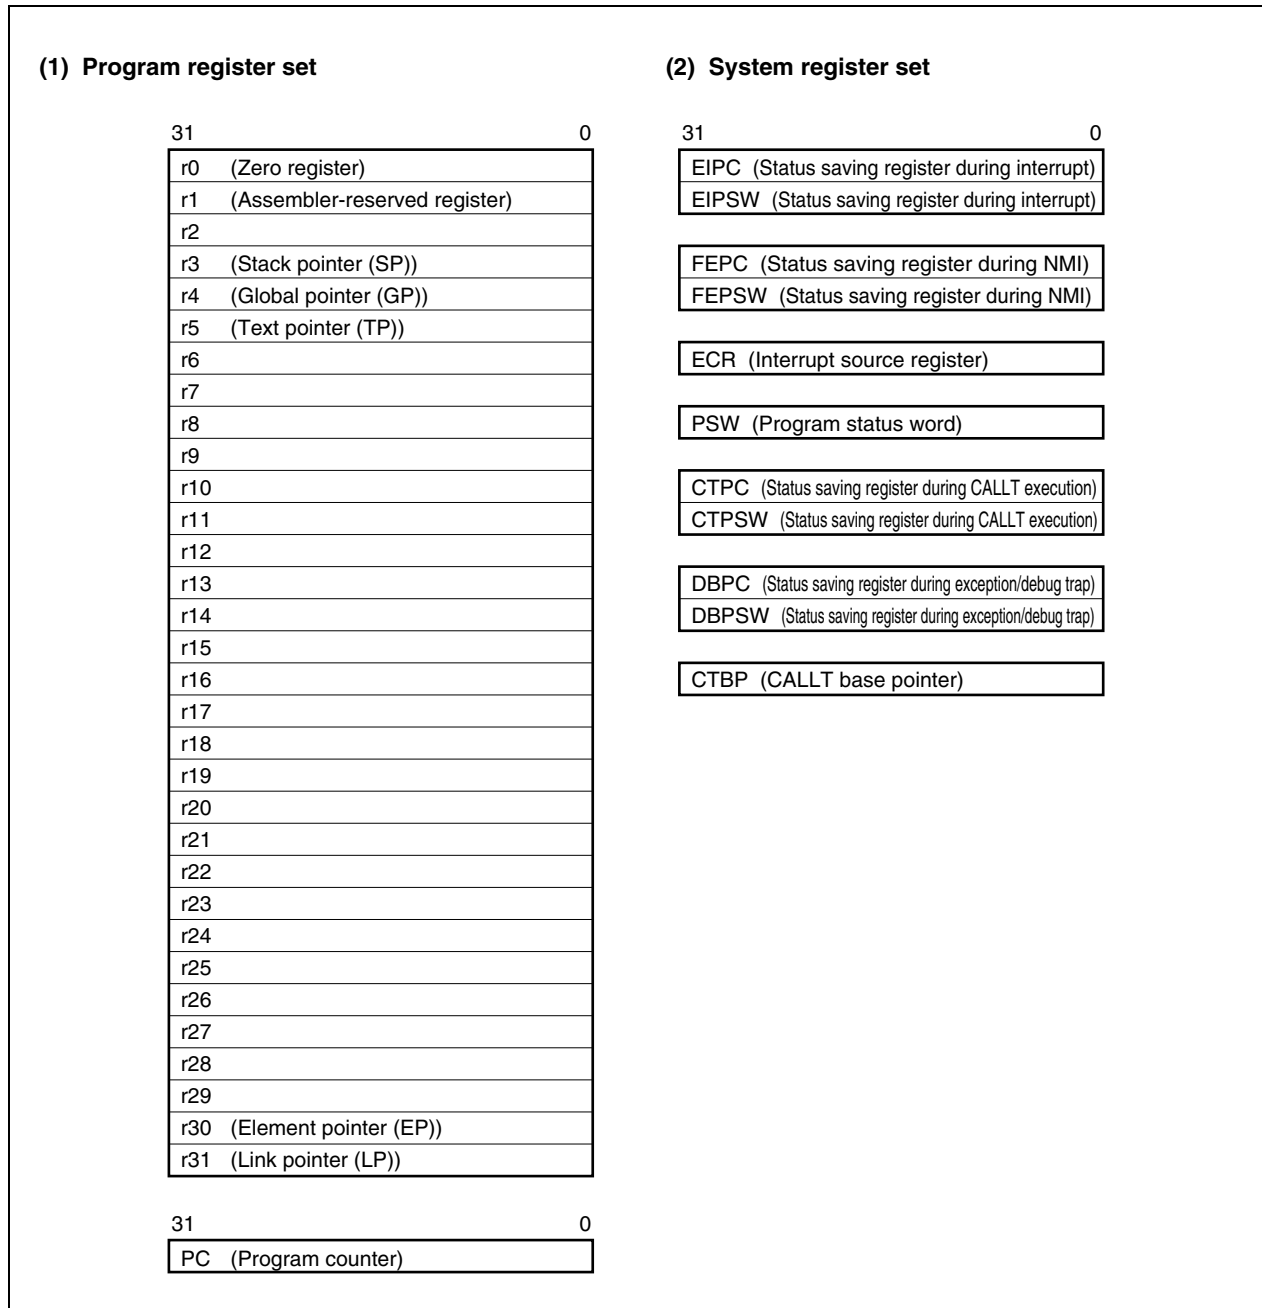 (1) Program register set
31 0
r0 (Zero register)
r1 (Assembler-reserved register)
r2
r3 (Stack pointer (SP))
r4 (Global pointer (GP))
r5 (Text pointer (TP))
r6
r7
r8
r9
r10
r11
r12
r13
r14
r15
r16
r17
r18
r19
r20
r21
r22
r23
r24
r25
r26
r27
r28
r29
r30 (Element pointer (EP))
r31 (Link pointer (LP))
31 0
PC (Program counter)
(2) System register set
31 0
EIPC (Status saving register during interrupt)
EIPSW (Status saving register during interrupt)
FEPC (Status saving register during NMI)
FEPSW (Status saving register during NMI)
ECR (Interrupt source register)
PSW (Program status word)
CTPC (Status saving register during CALLT execution)
CTPSW (Status saving register during CALLT execution)
DBPC (Status saving register during exception/debug trap)
DBPSW (Status saving register during exception/debug trap)
CTBP (CALLT base pointer)